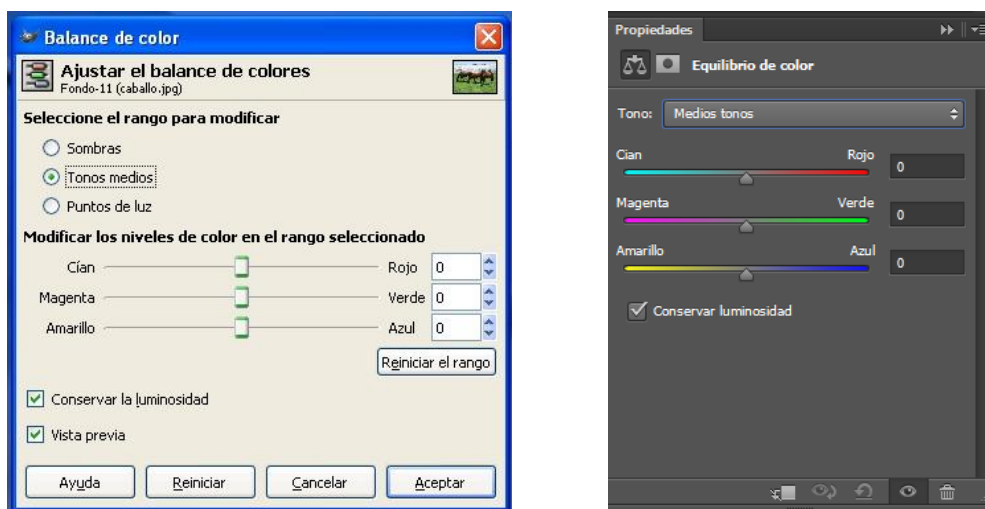 Balance de color
Ajustar el balance de colores
Fondo-11 (caballo.jpg)
Seleccione el rango para modificar
Sombras
Tonos medios
Puntos de luz
Modificar los niveles de color en el rango seleccionado
Cían Rojo 0
Magenta Verde 0
Amarillo Azul 0
Reiniciar el rango
Conservar la luminosidad
Vista previa
Ayuda Reiniciar Cancelar Aceptar
Propiedades
Equilibrio de color
Tono: Medios tonos
Cian Rojo 0
Magenta Verde 0
Amarillo Azul 0
Conservar luminosidad